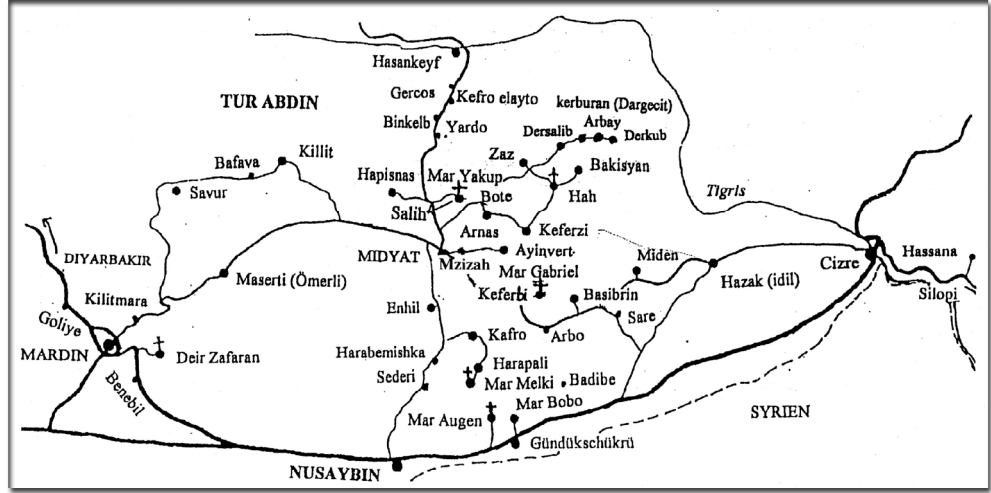 Hasankeyf
TUR ABDIN
Gercos
Kefro elayto
kerburan (Dargecit)
Binkelb
Yardo
Arbay
Dersalib
Derkub
Killit
Zaz
Bafava
Bakisyan
Hapisnas
Mar Yakup
Savur
Bote
Hah
Tigris
Salih
Arnas
Keferzi
MIDYAT
Mzizah
Ayinvert
Miden
Hassana
DIYARBAKIR
Cizre
Maserti (Ömerli)
Mar Gabriel
Hazak (idil)
Keferbi
Basibrin
Silopi
Kilitmara
Enhil
Sare
Goliye
Kafro
Arbo
MARDIN
Deir Zafaran
Harabemishka
Harapali
Sederi
Mar Melki
Badibe
Benebil
Mar Bobo
SYRIEN
Mar Augen
Gündükschükrü
NUSAYBIN